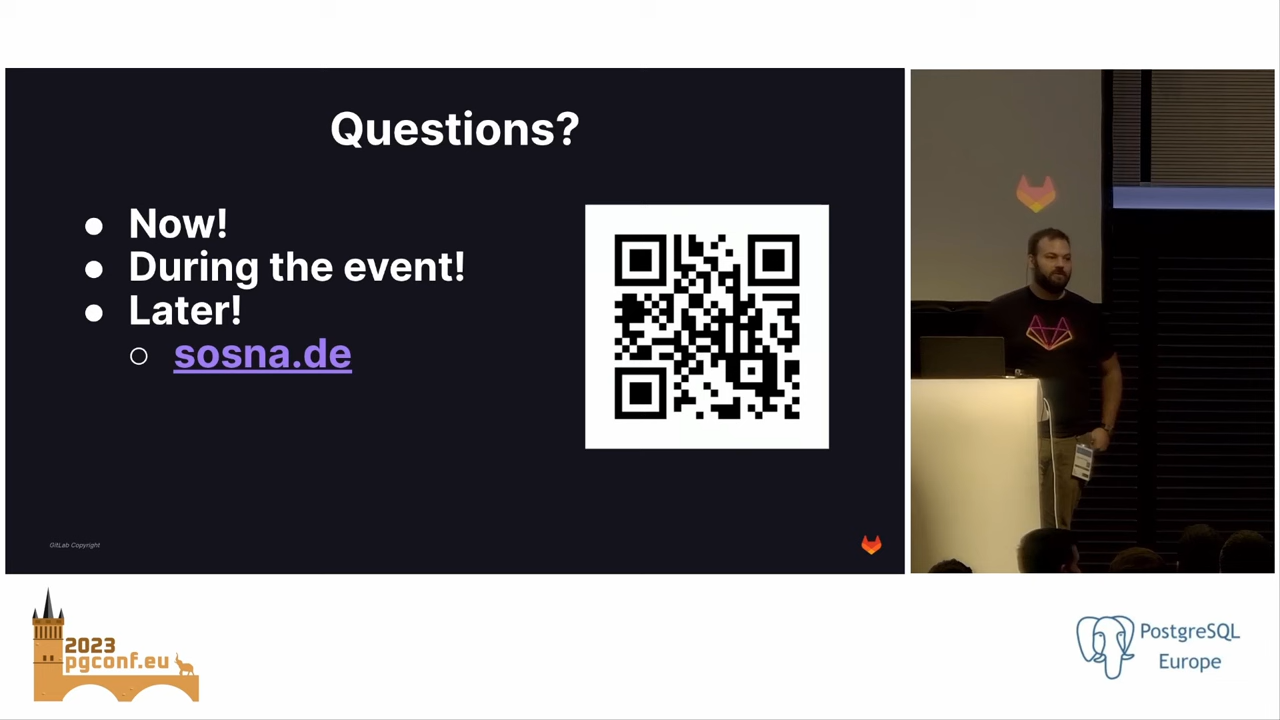 Questions?
Now!
During the event!
Later!
sosna.de
GitLab Copyright
2023
pgconf.eu
PostgreSQL
Europe